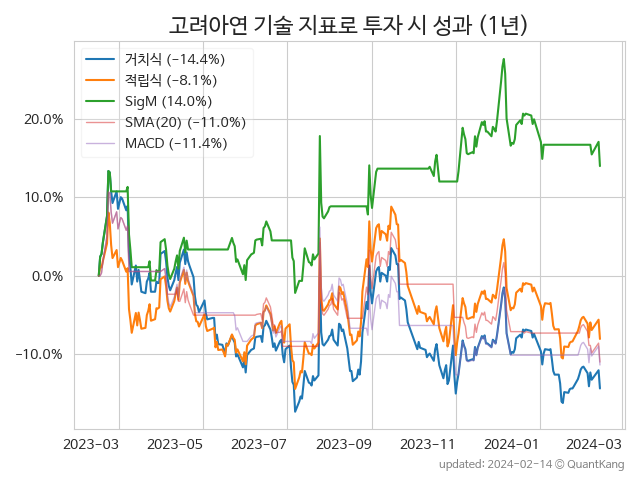 고려아연 기술 지표로 투자 시 성과 (1년)
거치식 (−14.4%)
적립식 (−8.1%)
SigM (14.0%)
SMA(20) (−11.0%)
MACD (−11.4%)
20.0%
10.0%
0.0%
−10.0%
2023-03 2023-05 2023-07 2023-09 2023-11 2024-01 2024-03
updated: 2024-02-14 © QuantKang